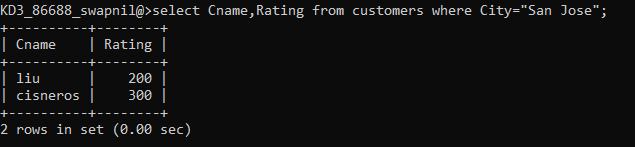 KD3_86688_swapnil@>select Cname,Rating from customers where City="San Jose";
+----------+--------+
| Cname    | Rating |
+----------+--------+
| liu      |    200 |
| cisneros |    300 |
+----------+--------+
2 rows in set (0.00 sec)